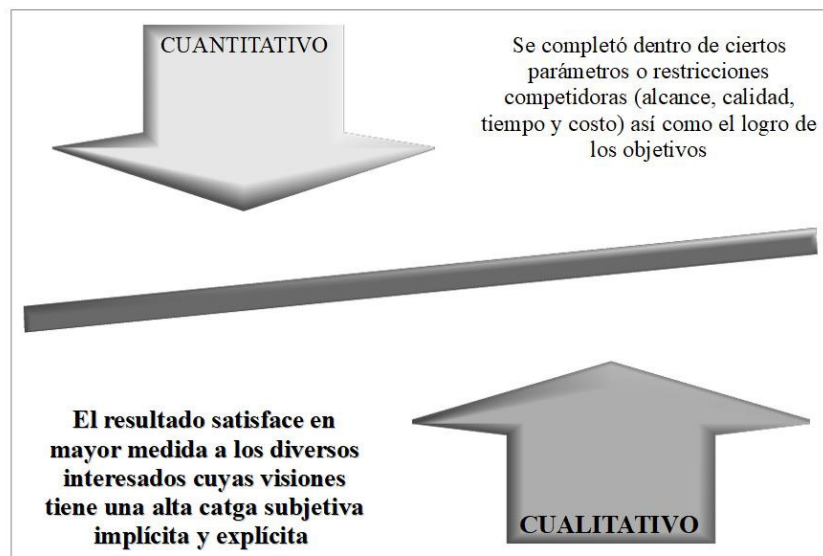 CUANTITATIVO
Se completó dentro de ciertos
parámetros o restricciones
competidoras (alcance, calidad,
tiempo y costo) así como el logro de
los objetivos
El resultado satisface en
mayor medida a los diversos
interesados cuyas visiones
tiene una alta catga subjetiva
implícita y explícita
CUALITATIVO